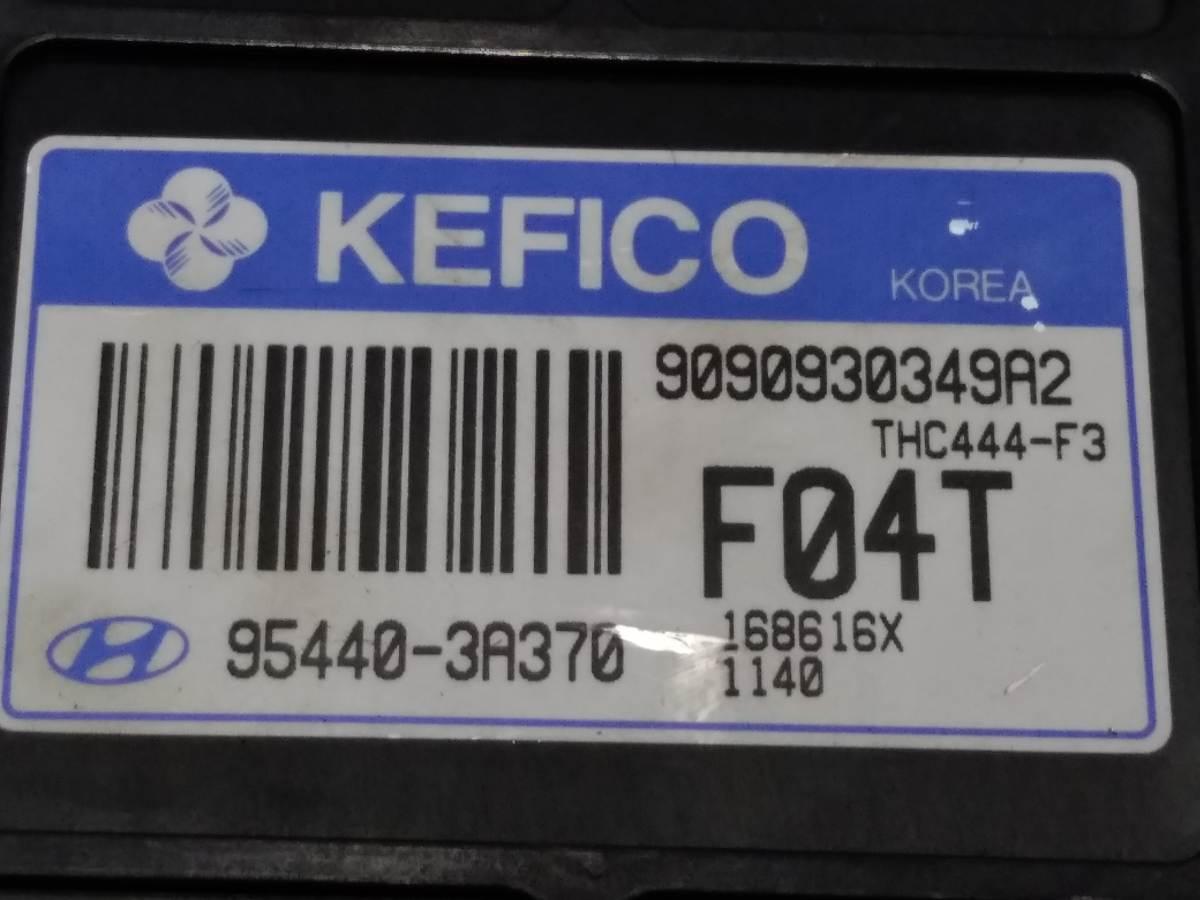 KEFICO
KOREA
9090930349A2
THC444-F3
F04T
95440-3A370
168616X
1140